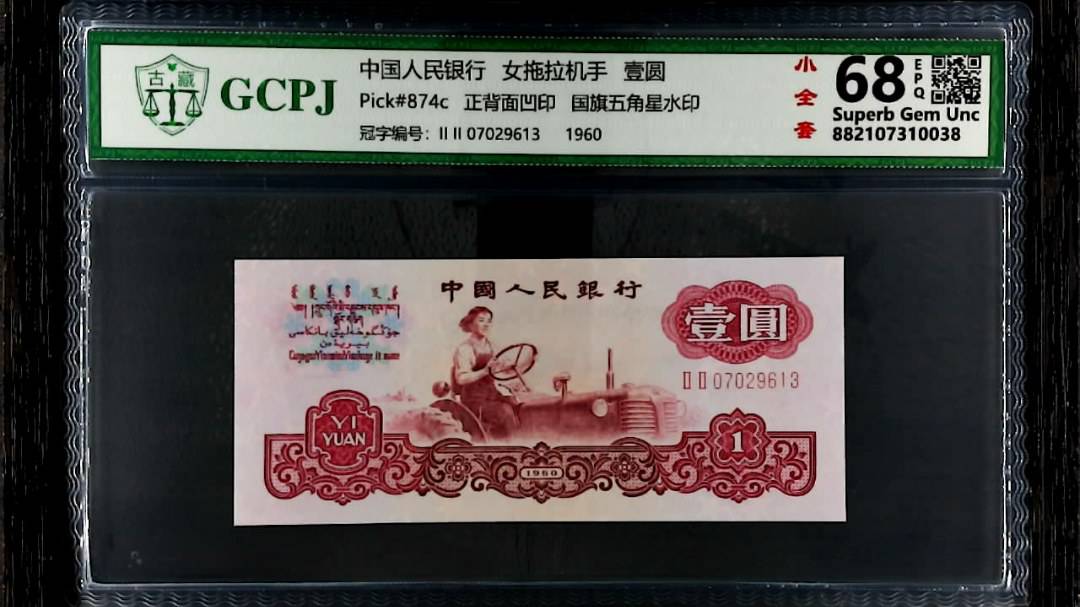 古 藏
GCPJ
中国人民银行 女拖拉机手 壹圆
Pick#874c 正背面凹印 国旗五角星水印
冠字编号: II II 07029613 1960
小全套
68
EPQ
Superb Gem Unc
882107310038
中國人民銀行
壹圓
II II 07029613
YI
YUAN
1960
1